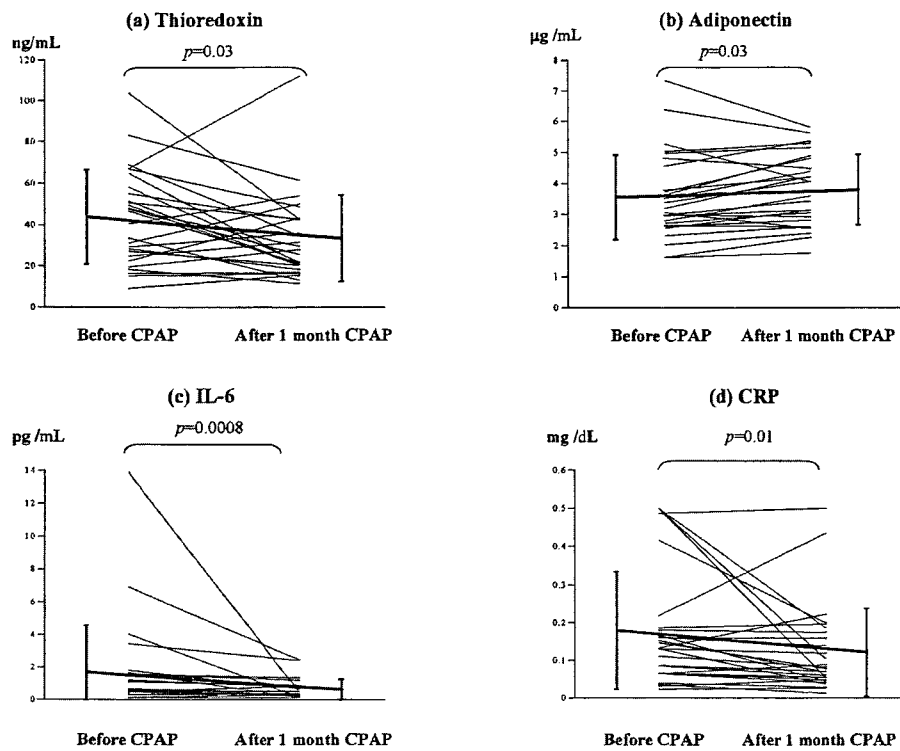 (a) Thioredoxin
ng/mL
p=0.03
120
100
80
60
40
20
0
Before CPAP After 1 month CPAP
(b) Adiponectin
µg /mL
p=0.03
8
7
6
5
4
3
2
1
0
Before CPAP After 1 month CPAP
(c) IL-6
pg /mL
p=0.0008
14
12
10
8
6
4
2
0
Before CPAP After 1 month CPAP
(d) CRP
mg /dL
p=0.01
0.6
0.5
0.4
0.3
0.2
0.1
0
Before CPAP After 1 month CPAP